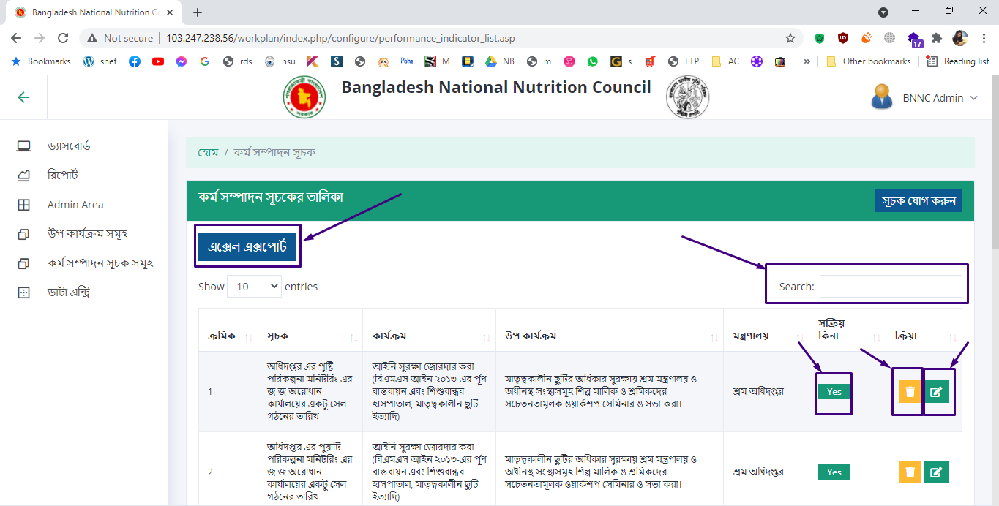 Bangladesh National Nutrition C
Not secure
103.247.238.56/workplan/index.php/configure/performance_indicator_list.asp
17
Bookmarks snet rds nsu M NB m s FTP AC » Other bookmarks Reading list
Bangladesh National Nutrition Council
BNNC Admin
ড্যাসবোর্ড
রিপোর্ট
Admin Area
উপ কার্যক্রম সমূহ
কর্ম সম্পাদন সূচক সমূহ
ডাটা এন্ট্রি
হোম / কর্ম সম্পাদন সূচক
কর্ম সম্পাদন সূচকের তালিকা
সূচক যোগ করুন
এক্সেল এক্সপোর্ট
Show 10 entries
Search:
ক্রমিক সূচক কার্যক্রম উপ কার্যক্রম মন্ত্রণালয় সক্রিয় কিনা ক্রিয়া
1
অধিদপ্তর এর পুষ্টি
পরিকল্পনা মনিটরিং এর
জ জ অরোধান
কার্যালয়ের একটু সেল
গঠনের তারিখ
আইনি সুরক্ষা জোরদার করা
(বিএমএস আইন ২০১৩-এর র্পূণ
বাস্তবায়ন এবং শিশুবান্ধব
হাসপাতাল, মাতৃত্বকালীন ছুটি
ইত্যাদি)
মাতৃত্বকালীন ছুটির অধিকার সুরক্ষায় শ্রম মন্ত্রণালয় ও
অধীনস্থ সংস্থাসমূহ শিল্প মালিক ও শ্রমিকদের
সচেতনতামূলক ওয়ার্কশপ সেমিনার ও সভা করা।
শ্রম অধিদপ্তর
Yes
2
অধিদপ্তর এর পুয়াটি
পরিকল্পনা মনিটরিং এর
জ জ অরোধান
কার্যালয়ের একটু সেল
গঠনের তারিখ
আইনি সুরক্ষা জোরদার করা
(বিএমএস আইন ২০১৩-এর র্পূণ
বাস্তবায়ন এবং শিশুবান্ধব
হাসপাতাল, মাতৃত্বকালীন ছুটি
ইত্যাদি)
মাতৃত্বকালীন ছুটির অধিকার সুরক্ষায় শ্রম মন্ত্রণালয় ও
অধীনস্থ সংস্থাসমূহ শিল্প মালিক ও শ্রমিকদের
সচেতনতামূলক ওয়ার্কশপ সেমিনার ও সভা করা।
শ্রম অধিদপ্তর
Yes